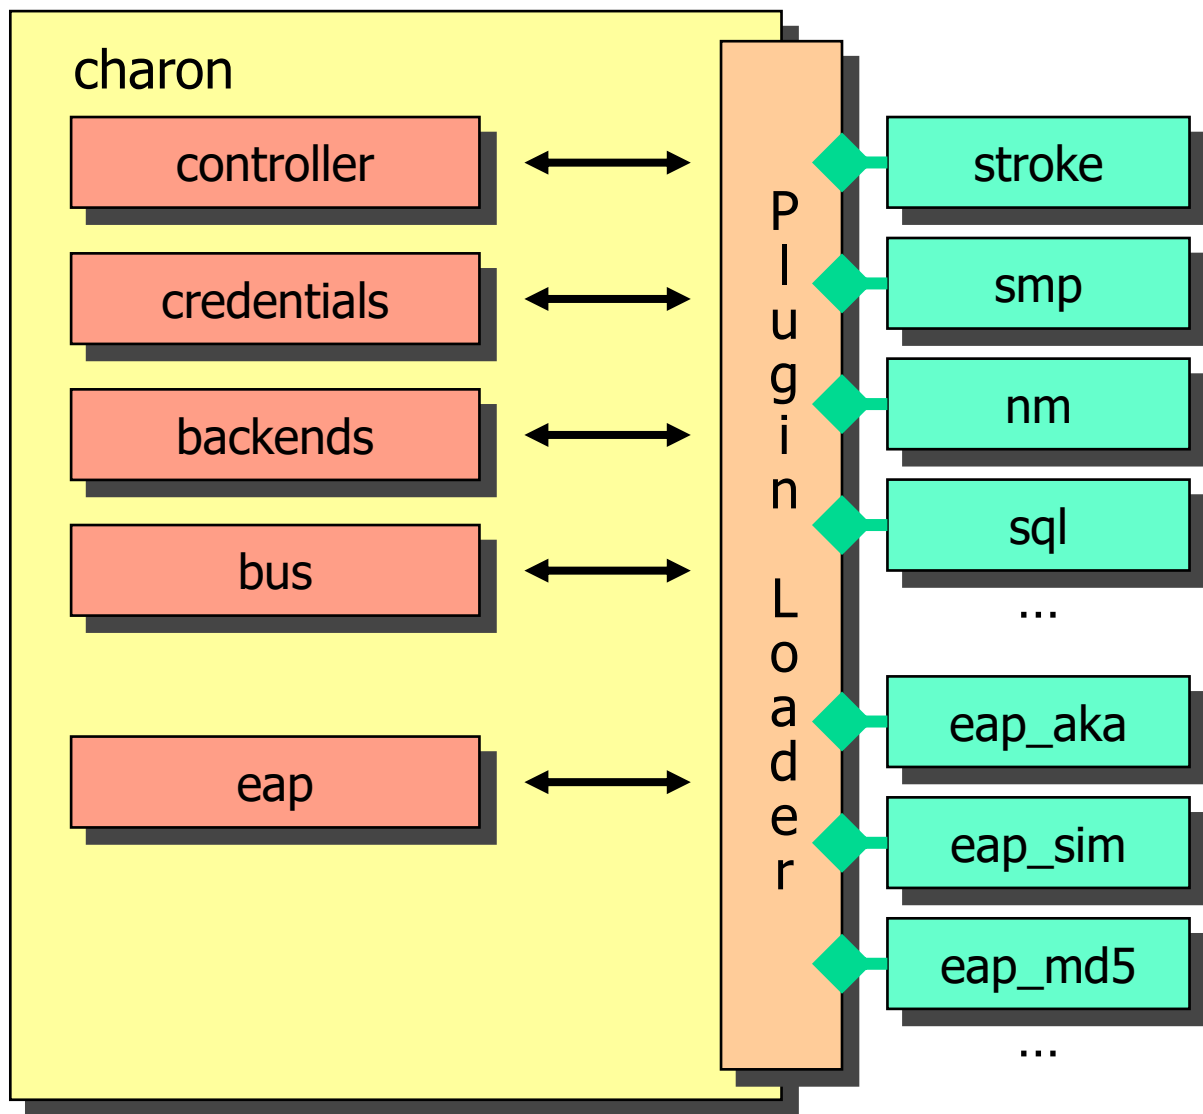 charon
controller
credentials
backends
bus
eap
Plugin Loader
stroke
smp
nm
sql
...
eap_aka
eap_sim
eap_md5
...